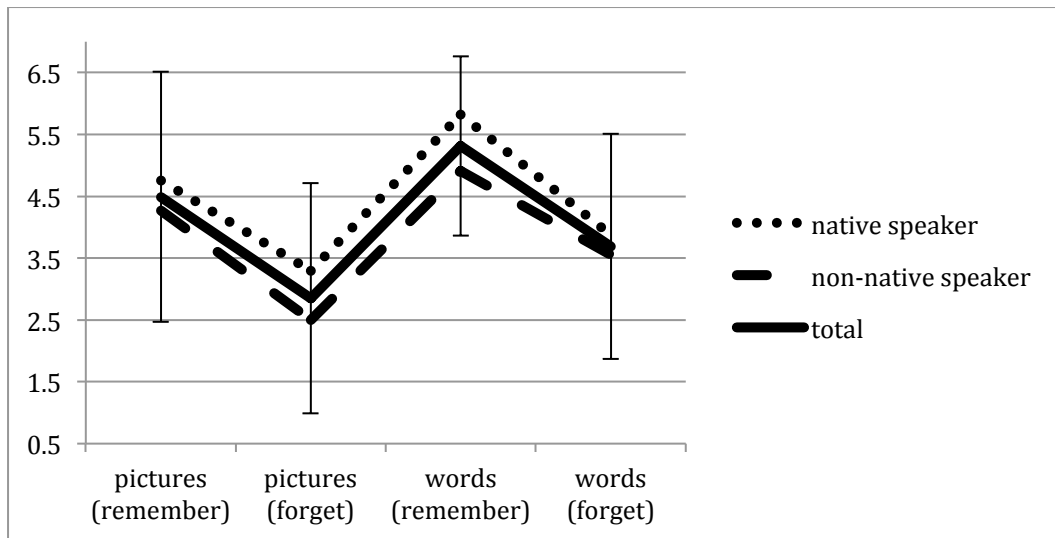 6.5
5.5
4.5
3.5
2.5
1.5
0.5
pictures (remember)
pictures (forget)
words (remember)
words (forget)
native speaker
non-native speaker
total